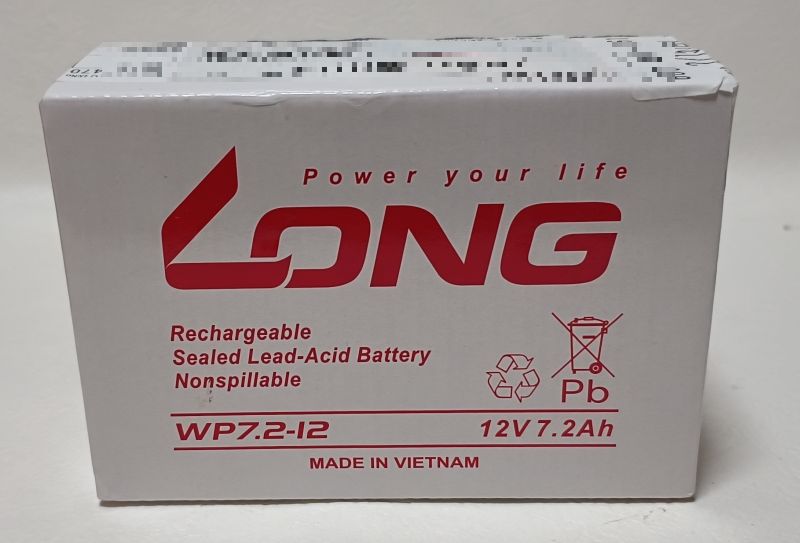 Power your life
LONG
Rechargeable
Sealed Lead-Acid Battery
Nonspillable
Pb
WP7.2-12 12V 7.2Ah
MADE IN VIETNAM